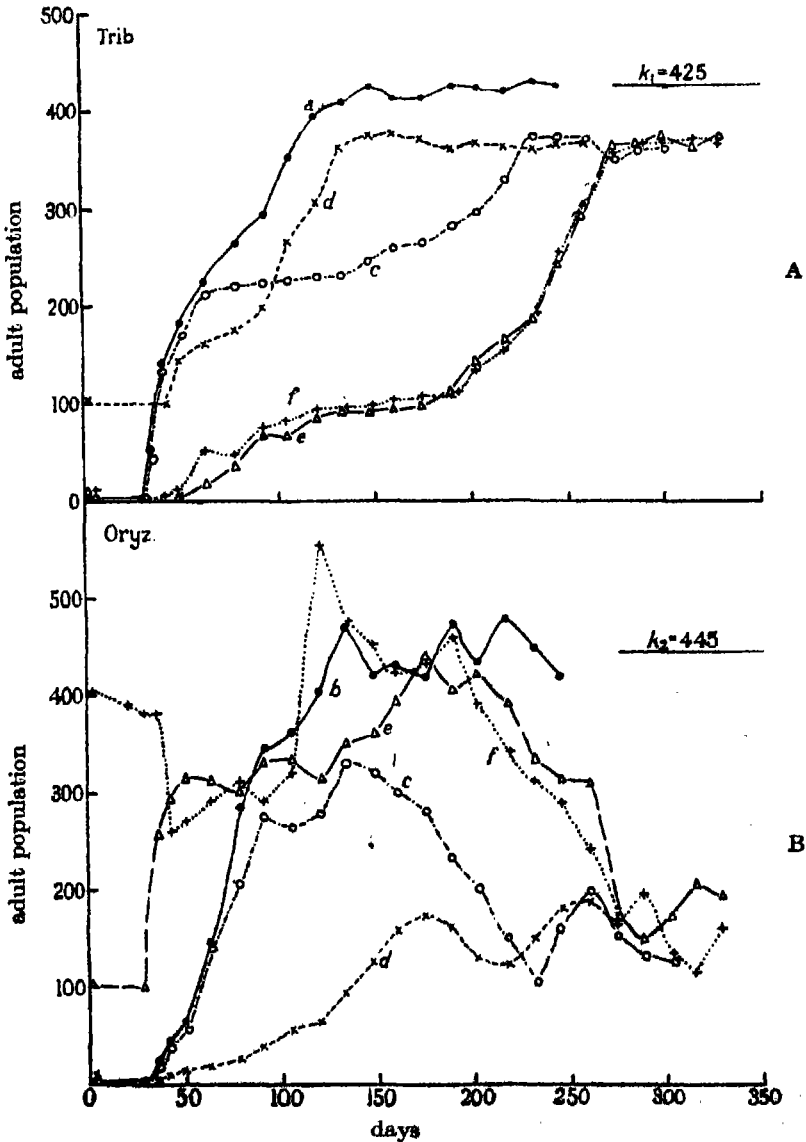 500
Trib
k₁=425
a
400
d
300
c
adult population
A
200
100
f
e
0
Oryz.
500
k₂=445
b
400
e
f
c
300
adult population
B
200
d
100
0 50 100 150 200 250 300 350
days